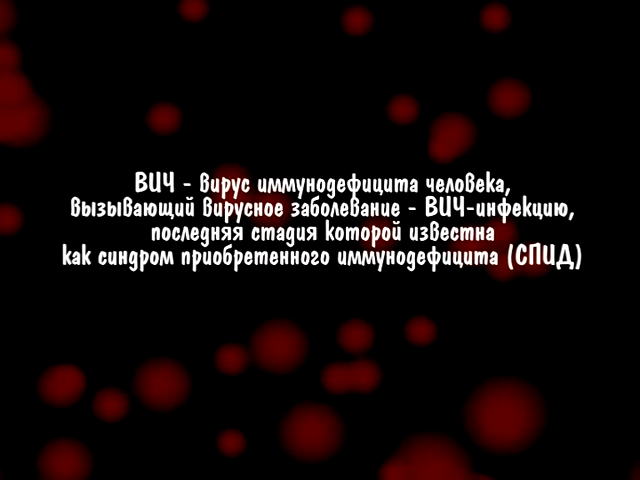 ВИЧ - вирус иммунодефицита человека,
вызывающий вирусное заболевание - ВИЧ-инфекцию,
последняя стадия которой известна
как синдром приобретенного иммунодефицита (СПИД)